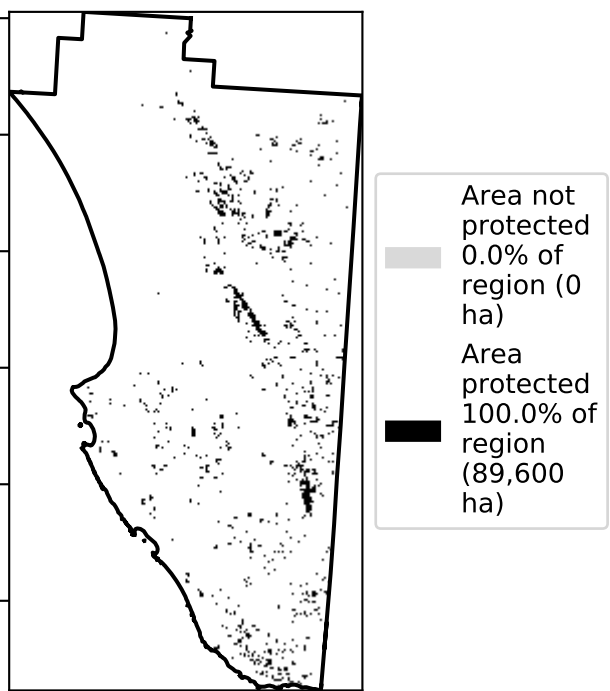 Area not
protected
0.0% of
region (0
ha)
Area
protected
100.0% of
region
(89,600
ha)